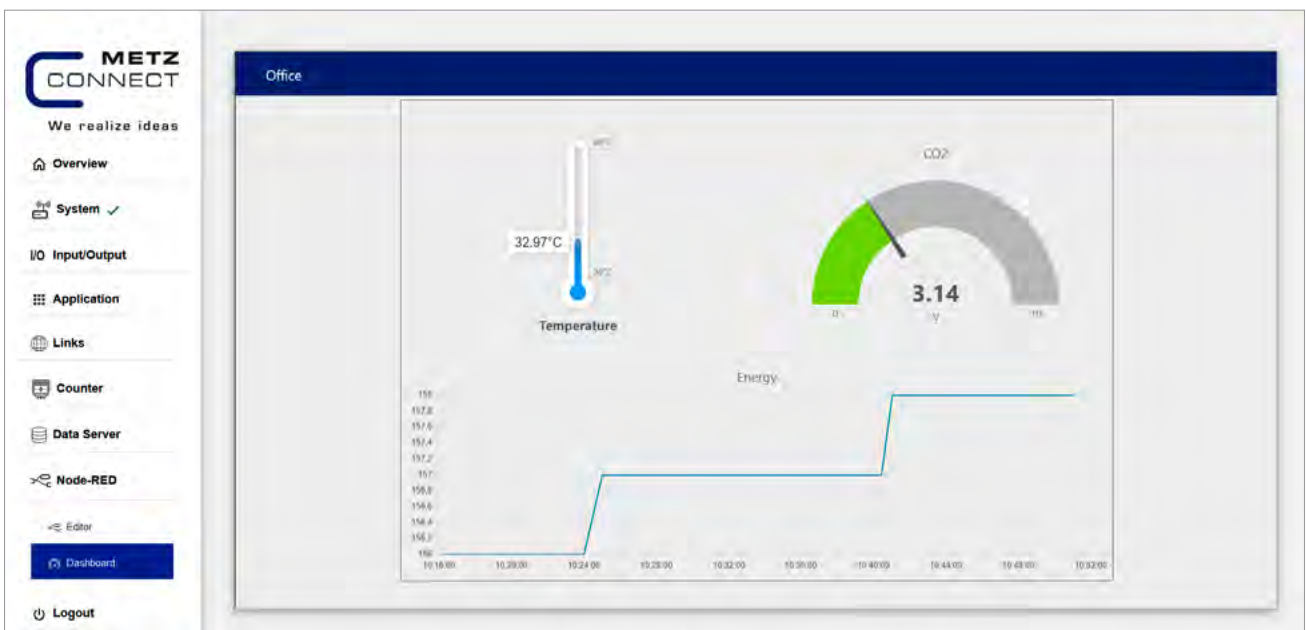 METZ
CONNECT
We realize ideas
Overview
System
I/O Input/Output
Application
Links
Counter
Data Server
Node-RED
Editor
Dashboard
Logout
Office
32.97°C
Temperature
CO2
3.14
V
0
10
Energy
158
157.8
157.6
157.4
157.2
157
156.8
156.6
156.4
156.2
156
10:16:00
10:20:00
10:24:00
10:28:00
10:32:00
10:36:00
10:40:00
10:44:00
10:48:00
10:52:00